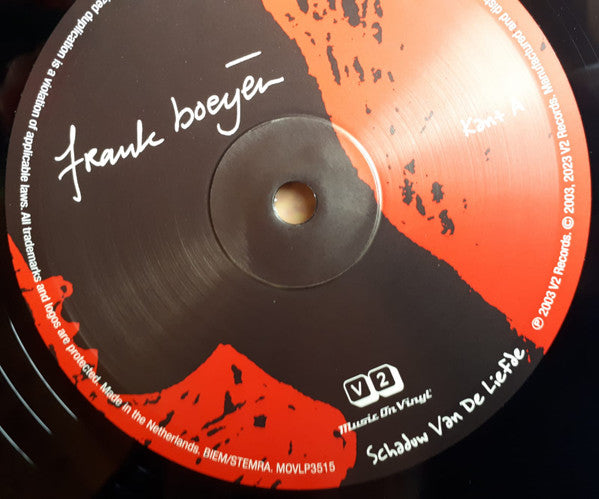 frank boeyen
Kant A
V2
Music On Vinyl
Schaduw Van De Liefde
℗ 2003 V2 Records. © 2003, 2023 V2 Records. Manufactured and
duplication is a violation of applicable laws. All trademarks and logos are protected. Made in the Netherlands. BIEM/STEMRA. MOVLP3515